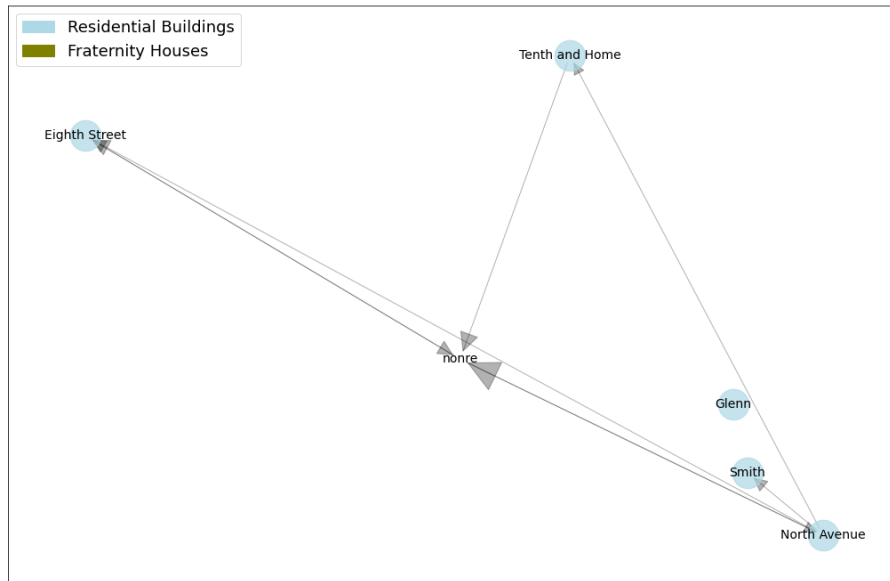 Residential Buildings
Fraternity Houses
Tenth and Home
Eighth Street
nonre
Glenn
Smith
North Avenue